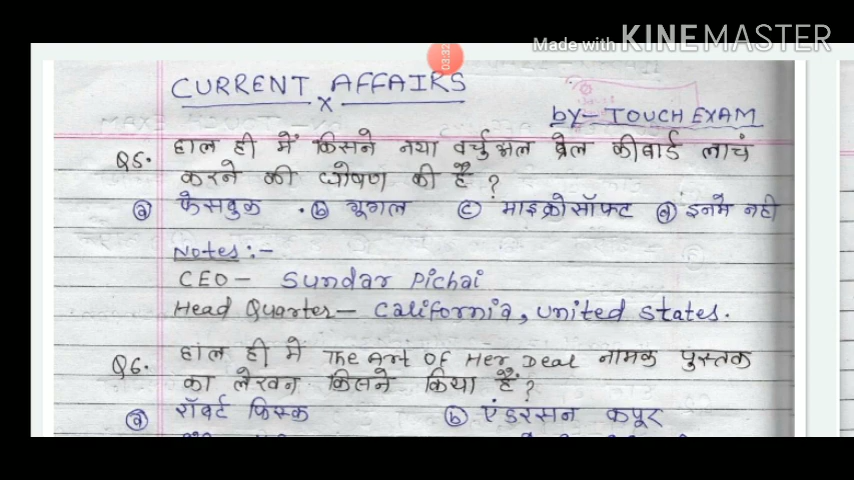 Made with KINEMASTER
03:32
CURRENT AFFAIRS
by- TOUCH EXAM
Q5. हाल ही में किसने नया वर्चुअल ब्रेल कीबार्ड लाचं
करने की घोषण की है ?
ⓐ फेसबुक . ⓑ गूगल ⓒ माइक्रोसॉफ्ट ⓓ इनमें नही
Notes:-
CEO- Sundar Pichai
Head Quarter- California, United States.
Q6. हाल ही में The Art Of Her Deal नामक पुस्तक
का लेखन किसने किया हैं ?
ⓐ रॉबर्ट फिस्क ⓑ एंडरसन कपूर